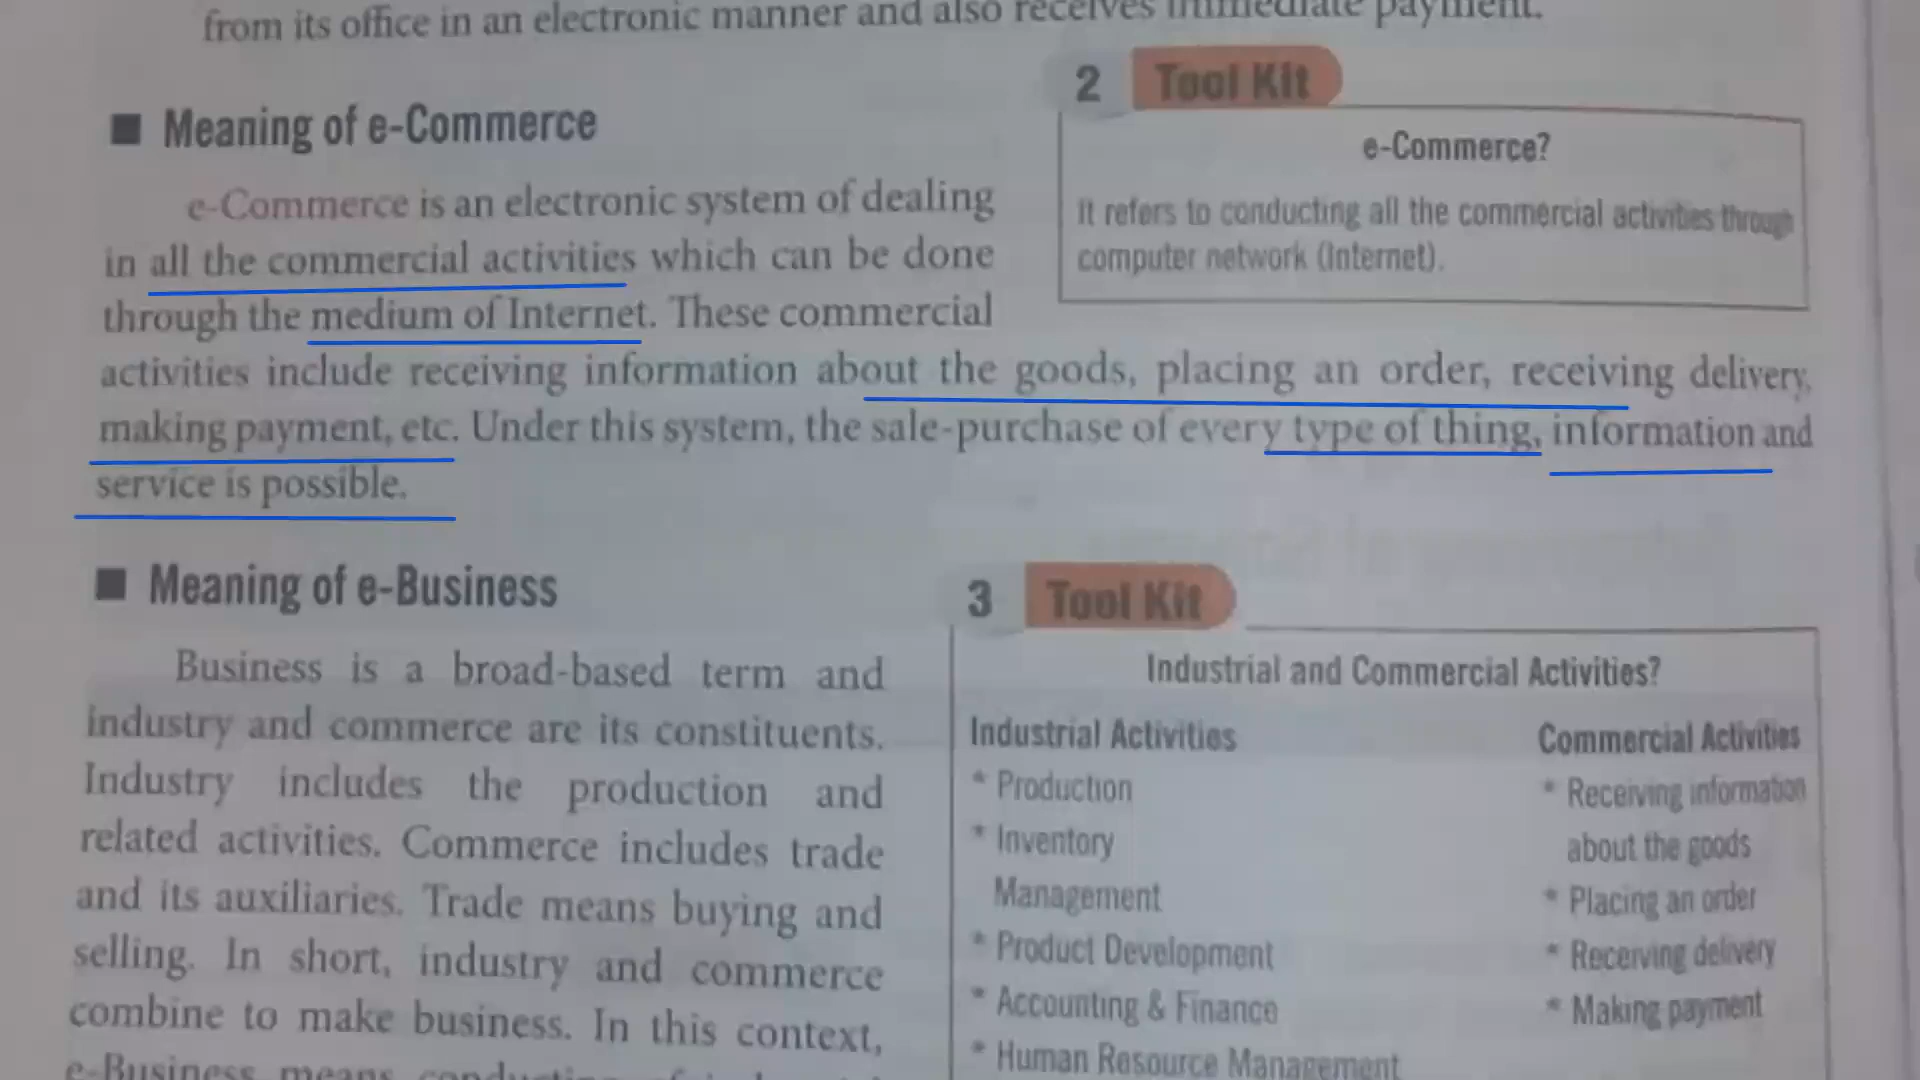 from its office in an electronic manner and also receives immediate payment.
■ Meaning of e-Commerce
e-Commerce is an electronic system of dealing
in all the commercial activities which can be done
through the medium of Internet. These commercial
activities include receiving information about the goods, placing an order, receiving delivery,
making payment, etc. Under this system, the sale-purchase of every type of thing, information and
service is possible.
2 Tool Kit
e-Commerce?
It refers to conducting all the commercial activities through
computer network (Internet).
■ Meaning of e-Business
Business is a broad-based term and
industry and commerce are its constituents.
Industry includes the production and
related activities. Commerce includes trade
and its auxiliaries. Trade means buying and
selling. In short, industry and commerce
combine to make business. In this context,
e-Business means
3 Tool Kit
Industrial and Commercial Activities?
Industrial Activities
* Production
* Inventory
Management
* Product Development
* Accounting & Finance
* Human Resource Management
Commercial Activities
* Receiving information
about the goods
* Placing an order
* Receiving delivery
* Making payment